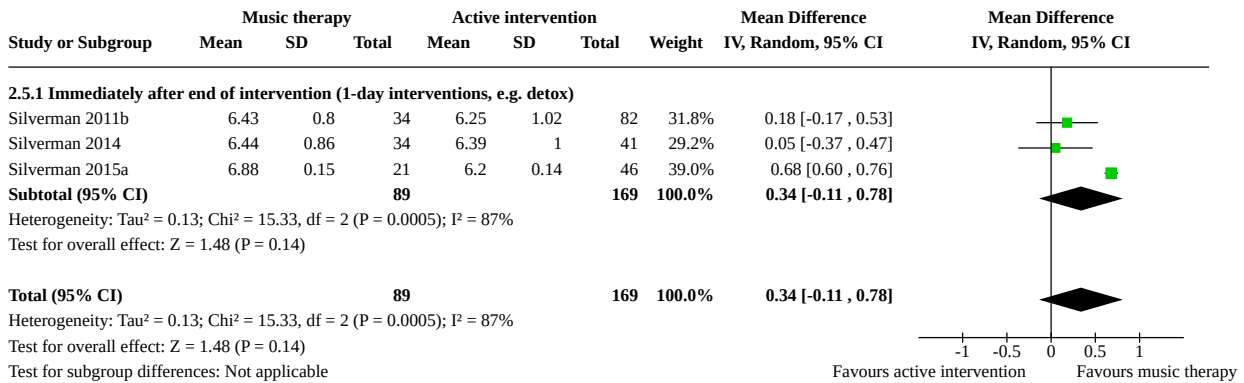 Music therapy Active intervention Mean Difference Mean Difference
Study or Subgroup Mean SD Total Mean SD Total Weight IV, Random, 95% CI IV, Random, 95% CI
2.5.1 Immediately after end of intervention (1-day interventions, e.g. detox)
Silverman 2011b 6.43 0.8 34 6.25 1.02 82 31.8% 0.18 [-0.17 , 0.53]
Silverman 2014 6.44 0.86 34 6.39 1 41 29.2% 0.05 [-0.37 , 0.47]
Silverman 2015a 6.88 0.15 21 6.2 0.14 46 39.0% 0.68 [0.60 , 0.76]
Subtotal (95% CI) 89 169 100.0% 0.34 [-0.11 , 0.78]
Heterogeneity: Tau² = 0.13; Chi² = 15.33, df = 2 (P = 0.0005); I² = 87%
Test for overall effect: Z = 1.48 (P = 0.14)
Total (95% CI) 89 169 100.0% 0.34 [-0.11 , 0.78]
Heterogeneity: Tau² = 0.13; Chi² = 15.33, df = 2 (P = 0.0005); I² = 87%
Test for overall effect: Z = 1.48 (P = 0.14)
-1 -0.5 0 0.5 1
Test for subgroup differences: Not applicable Favours active intervention Favours music therapy